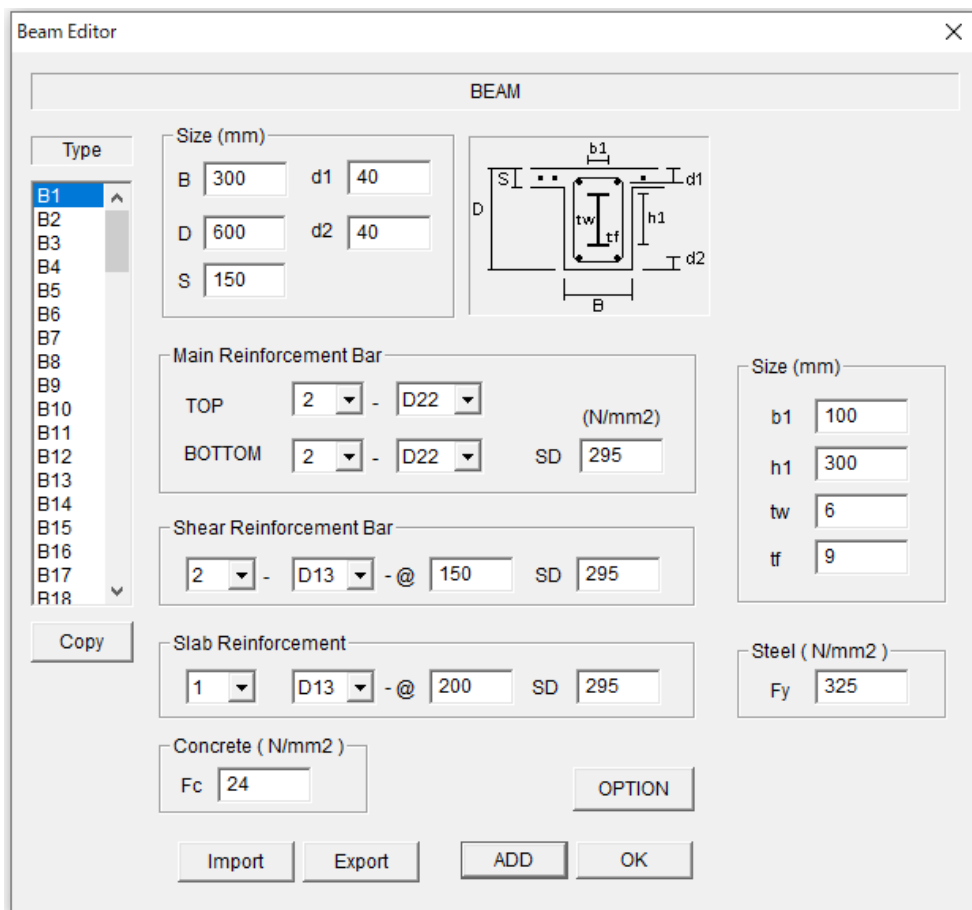 Beam Editor
BEAM
Type
B1
B2
B3
B4
B5
B6
B7
B8
B9
B10
B11
B12
B13
B14
B15
B16
B17
B18
Copy
Size (mm)
B 300 d1 40
D 600 d2 40
S 150
b1
S d1
D tw h1
tf
d2
B
Main Reinforcement Bar
TOP 2 - D22
(N/mm2)
BOTTOM 2 - D22 SD 295
Shear Reinforcement Bar
2 - D13 -@ 150 SD 295
Slab Reinforcement
1 D13 -@ 200 SD 295
Concrete ( N/mm2 )
Fc 24
Size (mm)
b1 100
h1 300
tw 6
tf 9
Steel ( N/mm2 )
Fy 325
OPTION
Import Export ADD OK